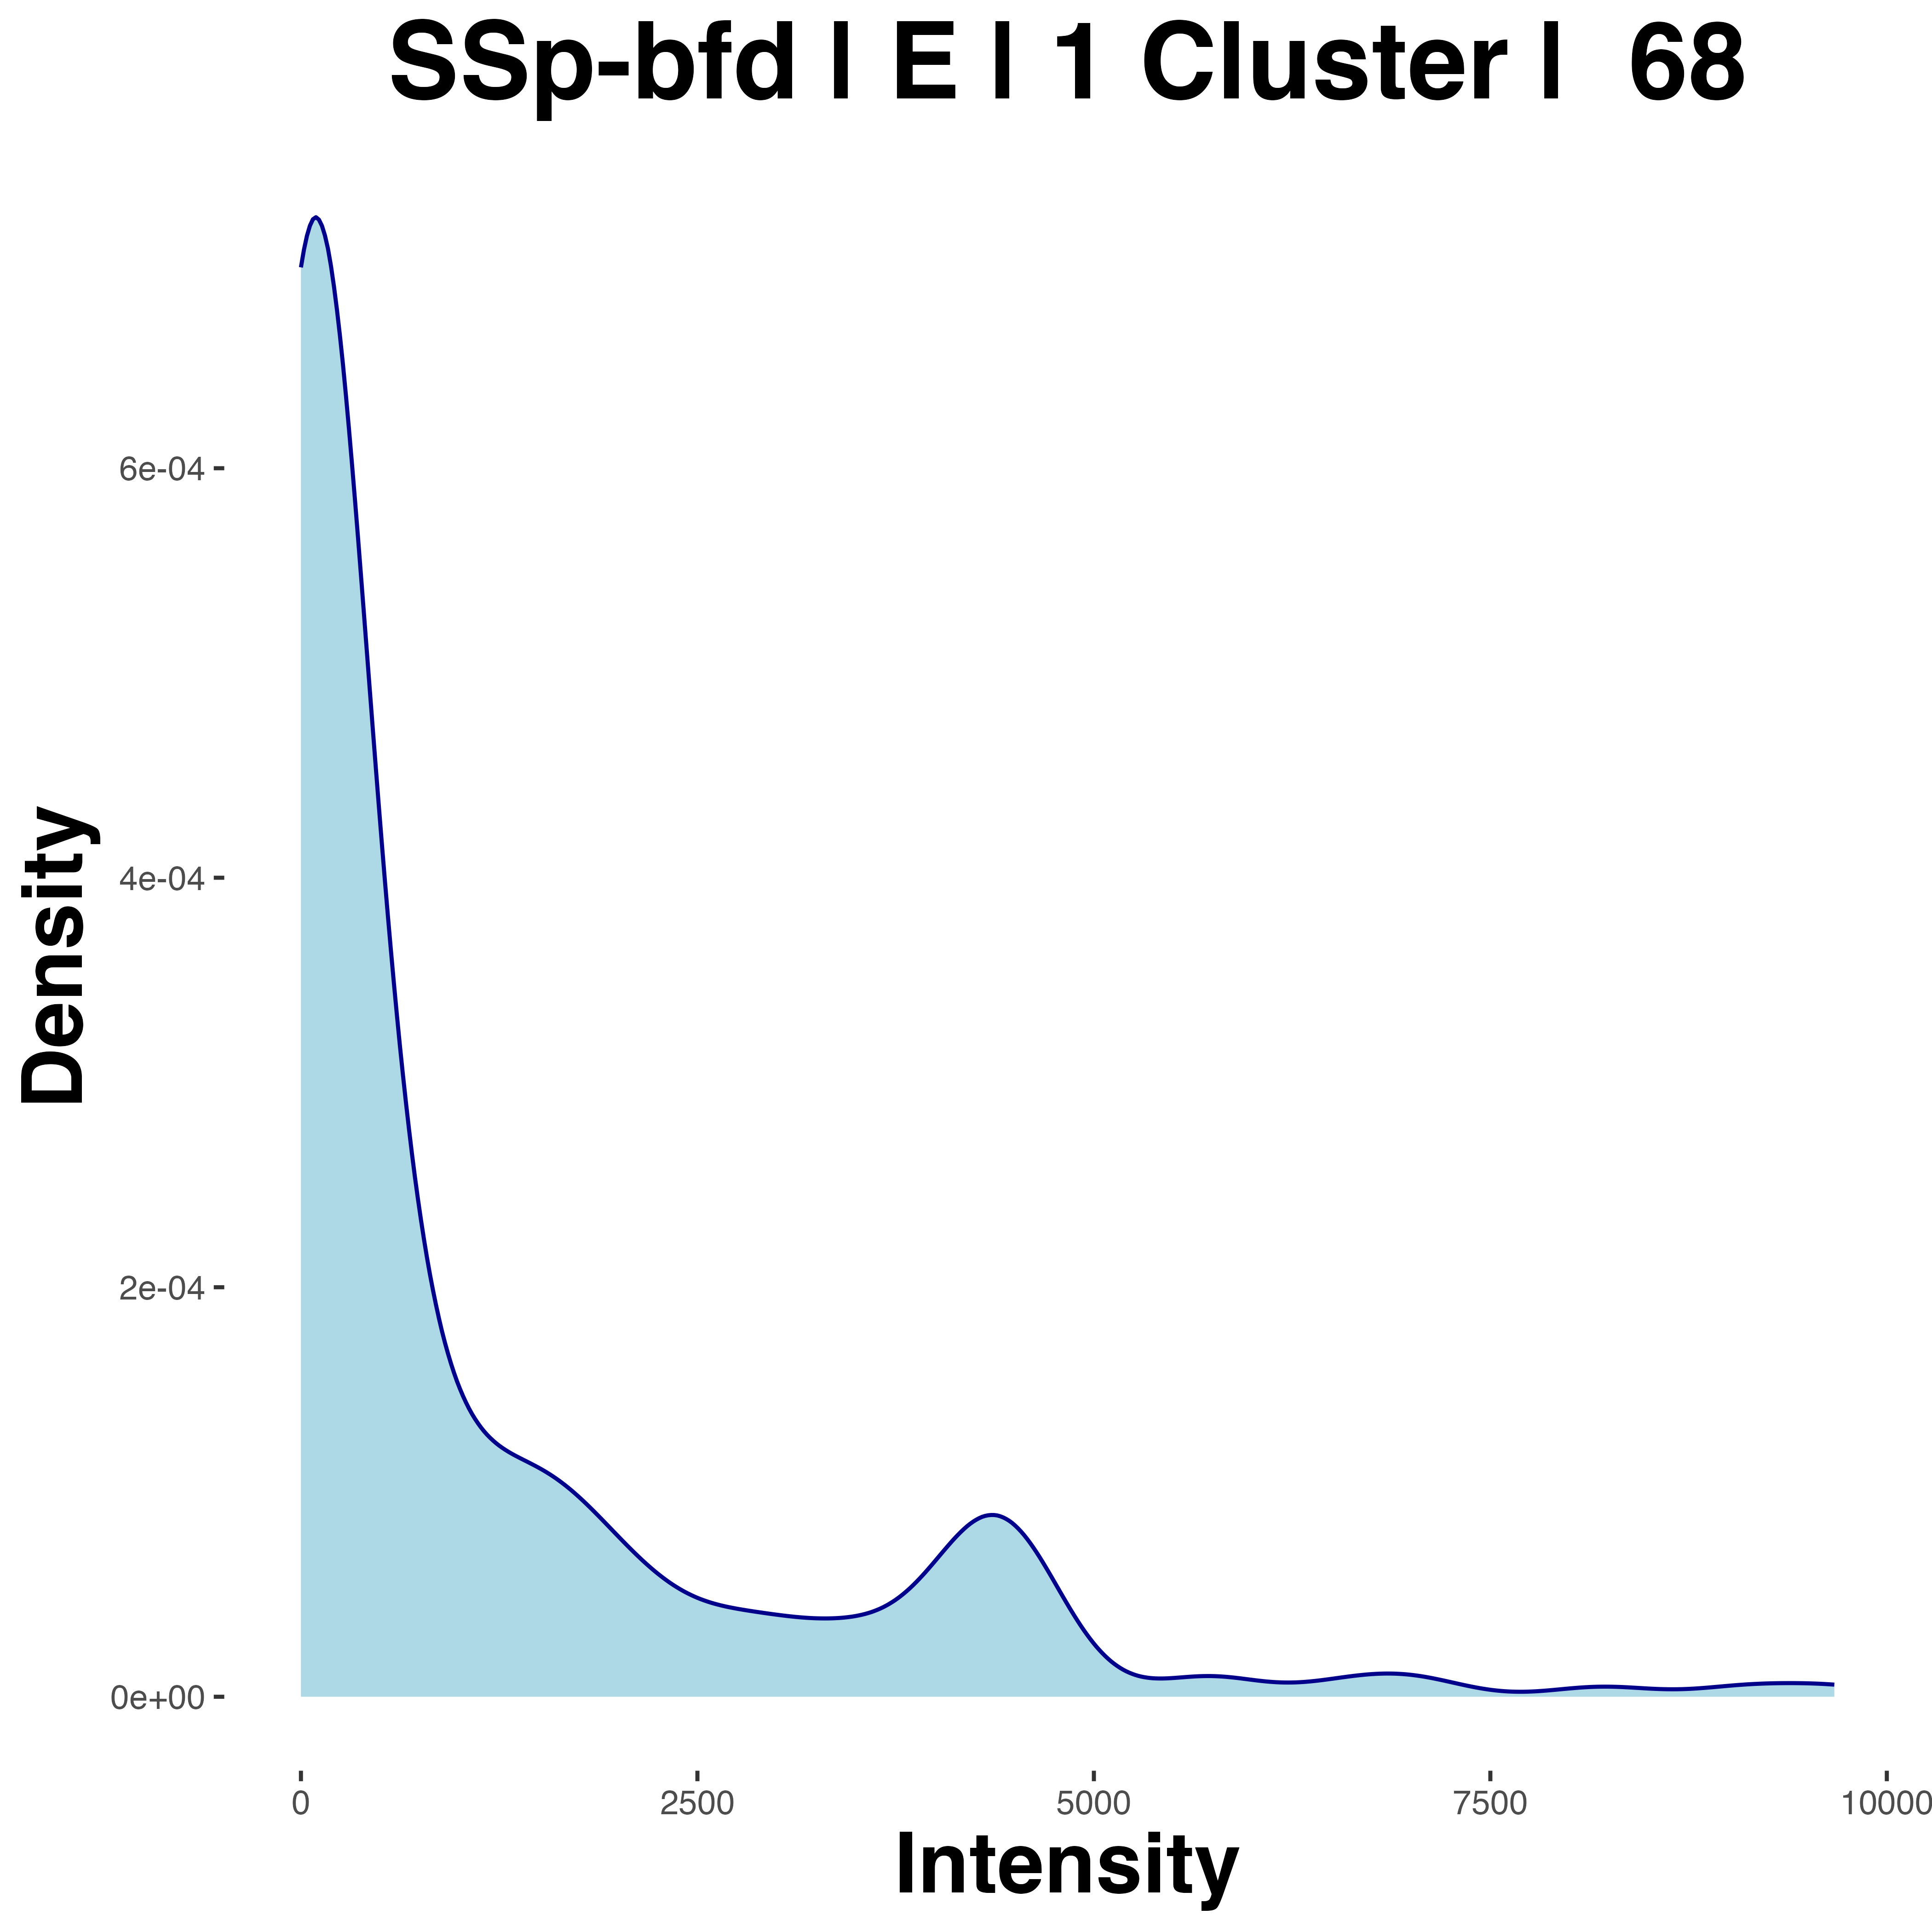 SSp-bfd | E | 1 Cluster | 68
Density
6e-04
4e-04
2e-04
0e+00
0
2500
5000
7500
10000
Intensity